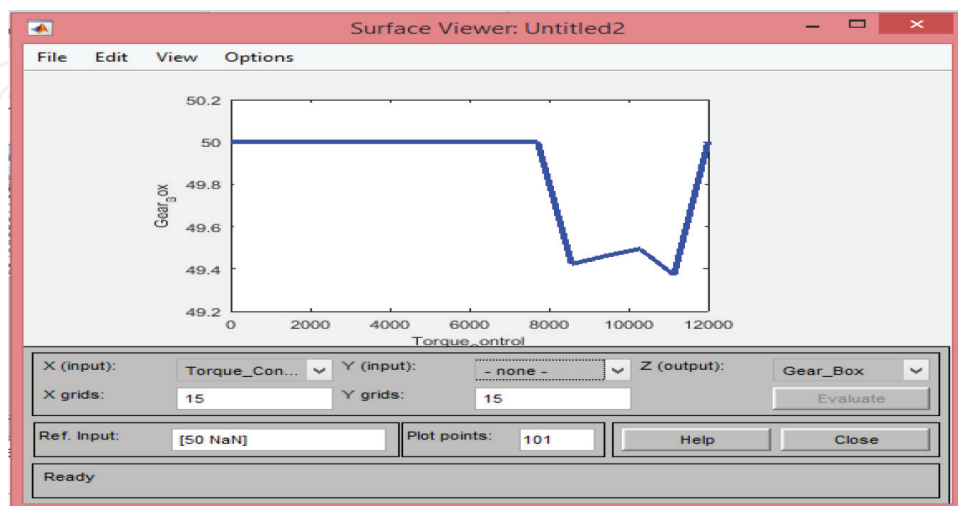 Surface Viewer: Untitled2
File Edit View Options
50.2
50
49.8
49.6
49.4
49.2
Gear_Box
0 2000 4000 6000 8000 10000 12000
Torque_control
X (input): Torque_Con... Y (input): - none - Z (output): Gear_Box
X grids: 15 Y grids: 15 Evaluate
Ref. Input: [50 NaN] Plot points: 101 Help Close
Ready